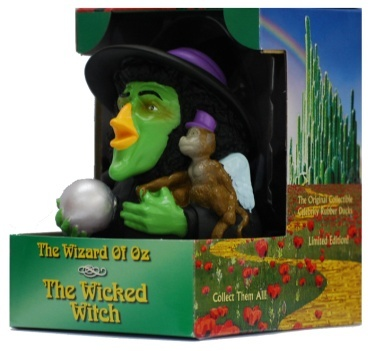 The Wizard Of Oz
The Wicked
Witch
The Original Collectible
Celebrity Rubber Ducks
Limited Edition!
Collect Them All!